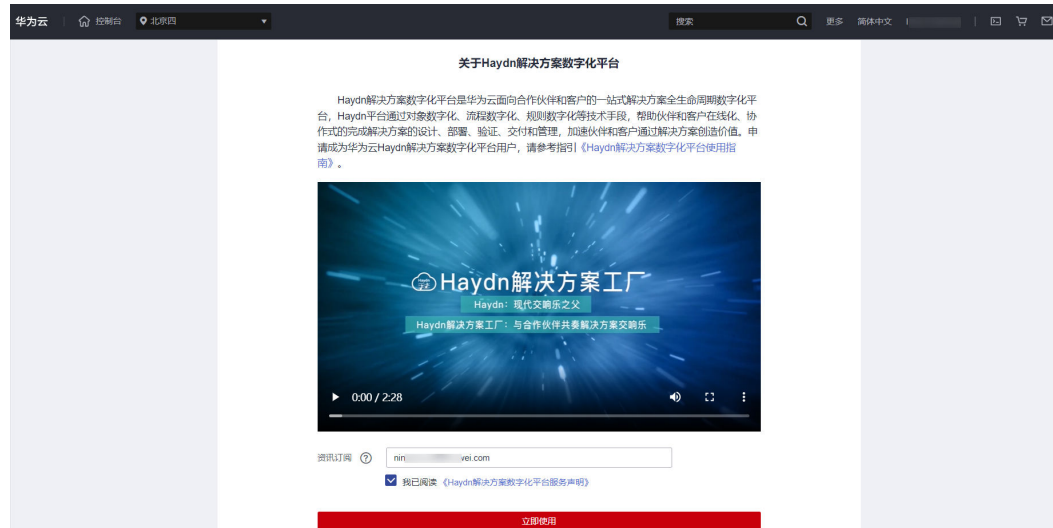 华为云 控制台 北京四 搜索 更多 简体中文
关于Haydn解决方案数字化平台
Haydn解决方案数字化平台是华为云面向合作伙伴和客户的一站式解决方案全生命周期数字化平
台，Haydn平台通过对象数字化、流程数字化、规则数字化等技术手段，帮助伙伴和客户在线化、协
作式的完成解决方案的设计、部署、验证、交付和管理，加速伙伴和客户通过解决方案创造价值。申
请成为华为云Haydn解决方案数字化平台用户，请参考指引《Haydn解决方案数字化平台使用指
南》。
Haydn解决方案工厂
Haydn：现代交响乐之父
Haydn解决方案工厂：与合作伙伴共奏解决方案交响乐
0:00 / 2:28
资讯订阅 ? nin vei.com
我已阅读《Haydn解决方案数字化平台服务声明》
立即使用